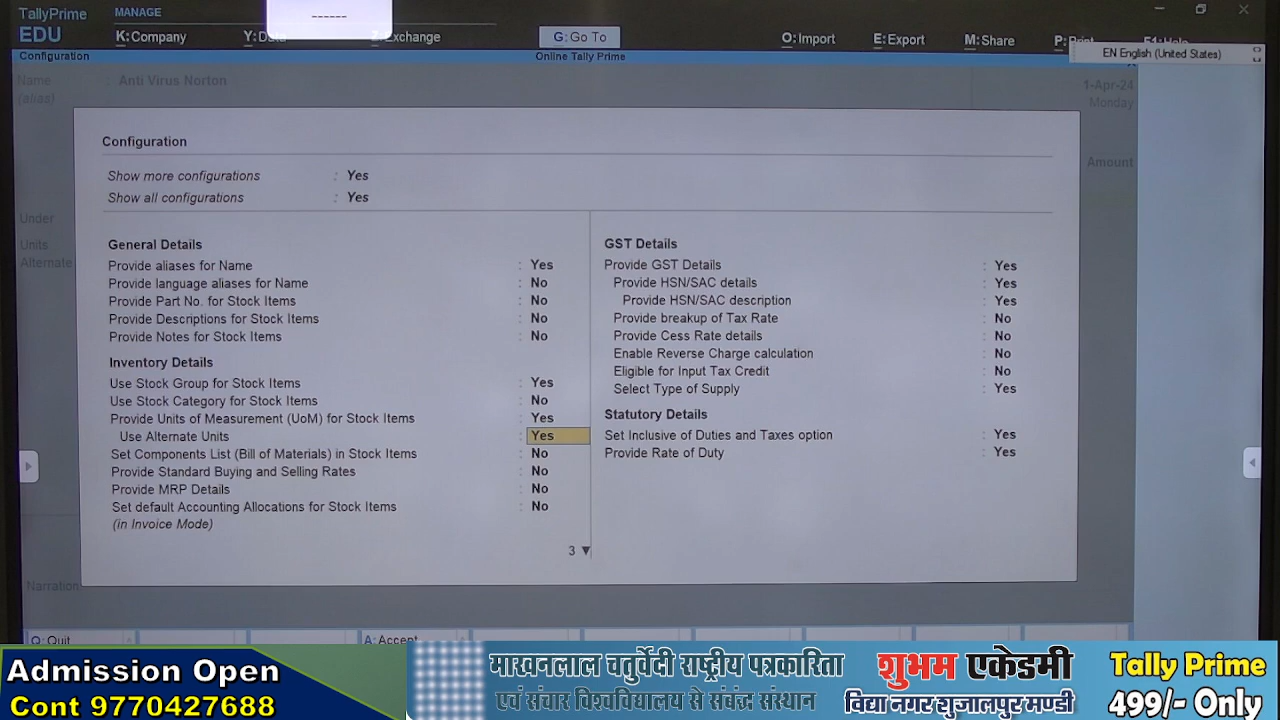 TallyPrime
MANAGE
------
EDU
K: Company
Y: Data
Z: Exchange
G: Go To
O: Import
E: Export
M: Share
P: Print
F1: Help
EN English (United States)
Configuration
Online Tally Prime
Name : Anti Virus Norton
1-Apr-24
(alias)
Monday
Configuration
Amount
Show more configurations : Yes
Show all configurations : Yes
Under
Units
Alternate
General Details
Provide aliases for Name : Yes
Provide language aliases for Name : No
Provide Part No. for Stock Items : No
Provide Descriptions for Stock Items : No
Provide Notes for Stock Items : No
Inventory Details
Use Stock Group for Stock Items : Yes
Use Stock Category for Stock Items : No
Provide Units of Measurement (UoM) for Stock Items : Yes
Use Alternate Units : Yes
Set Components List (Bill of Materials) in Stock Items : No
Provide Standard Buying and Selling Rates : No
Provide MRP Details : No
Set default Accounting Allocations for Stock Items : No
(in Invoice Mode)
3 ▼
GST Details
Provide GST Details : Yes
Provide HSN/SAC details : Yes
Provide HSN/SAC description : Yes
Provide breakup of Tax Rate : No
Provide Cess Rate details : No
Enable Reverse Charge calculation : No
Eligible for Input Tax Credit : No
Select Type of Supply : Yes
Statutory Details
Set Inclusive of Duties and Taxes option : Yes
Provide Rate of Duty : Yes
Narration:
Q: Quit
A: Accept
Admission Open
Cont 9770427688
माखनलाल चतुर्वेदी राष्ट्रीय पत्रकारिता
एवं संचार विश्वविद्यालय से संबंद्ध संस्थान
शुभम एकेडमी
विद्या नगर शुजालपुर मण्डी
Tally Prime
499/- Only